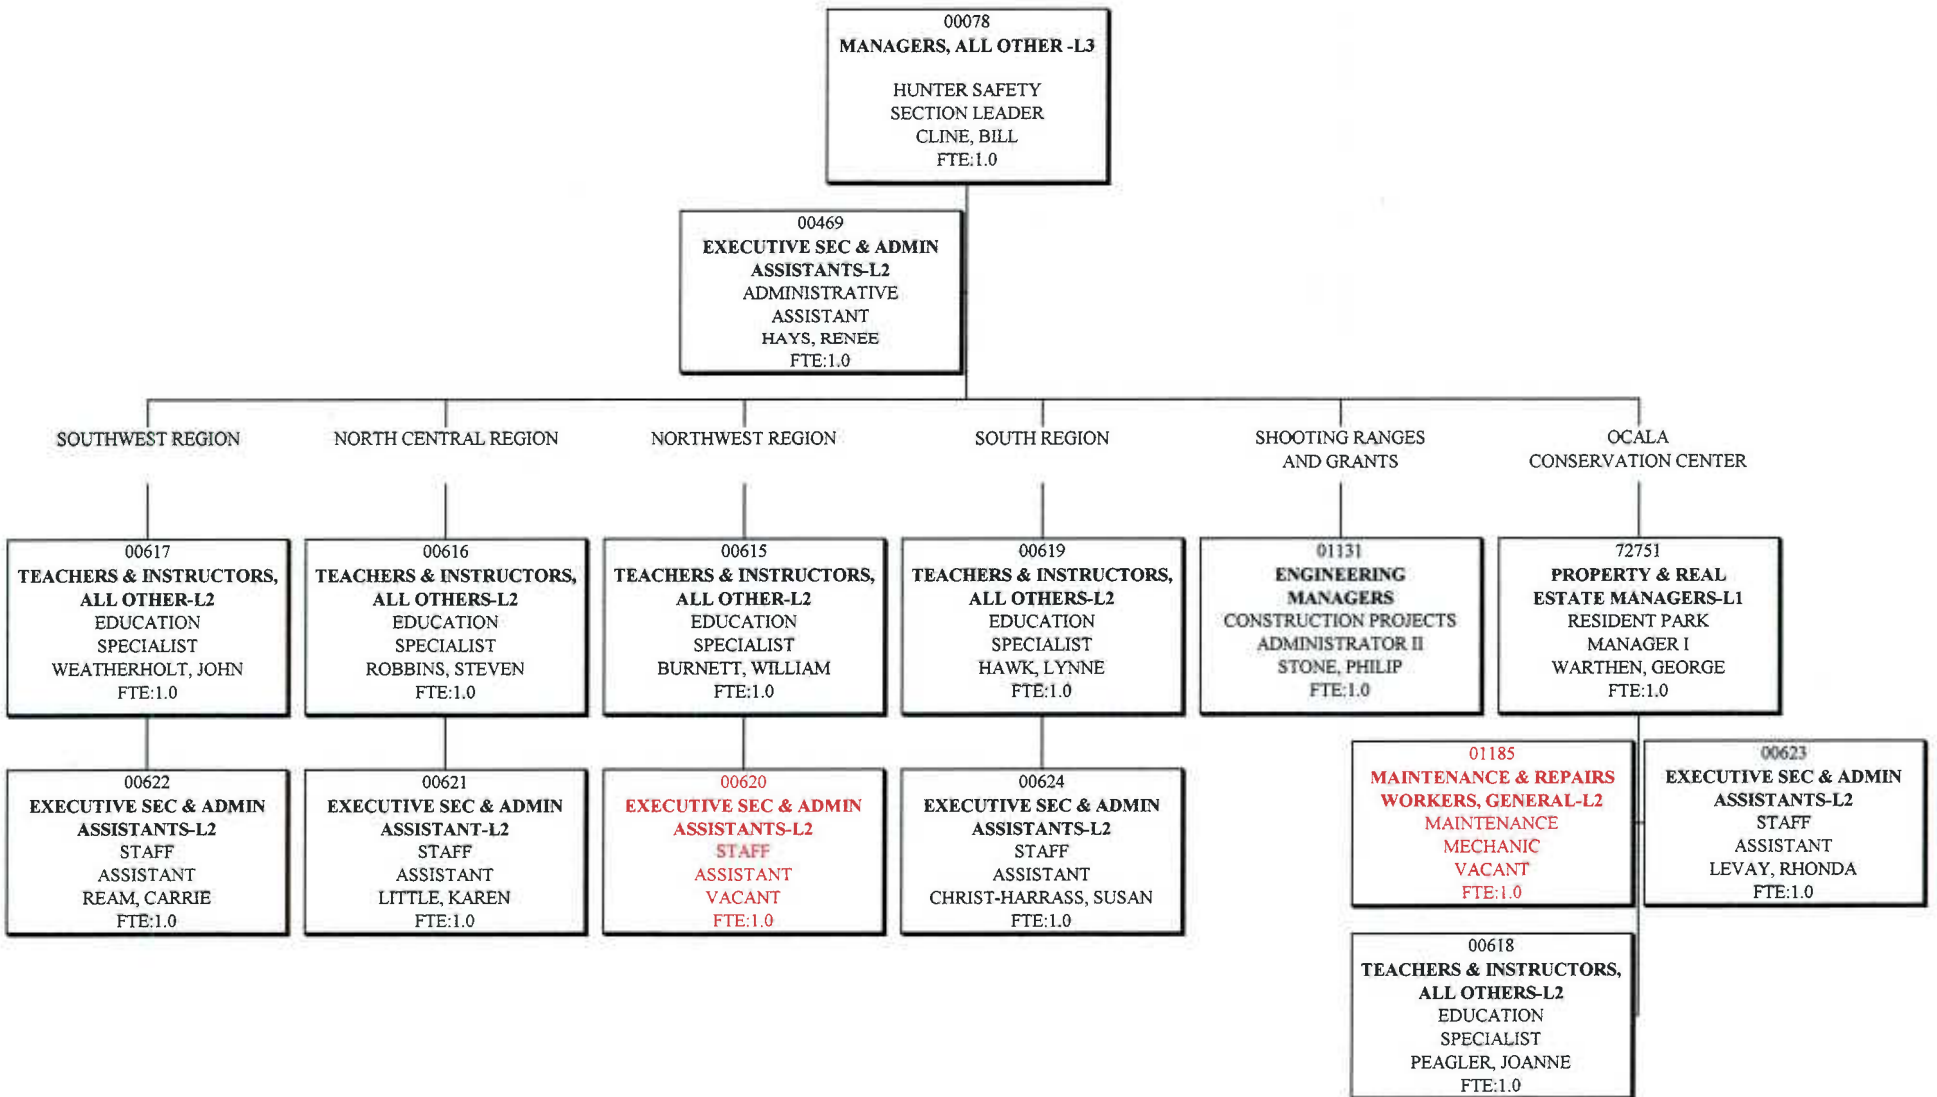 00078
MANAGERS, ALL OTHER -L3
HUNTER SAFETY
SECTION LEADER
CLINE, BILL
FTE:1.0
00469
EXECUTIVE SEC & ADMIN
ASSISTANTS-L2
ADMINISTRATIVE
ASSISTANT
HAYS, RENEE
FTE:1.0
SOUTHWEST REGION
NORTH CENTRAL REGION
NORTHWEST REGION
SOUTH REGION
SHOOTING RANGES
AND GRANTS
OCALA
CONSERVATION CENTER
00617
TEACHERS & INSTRUCTORS,
ALL OTHER-L2
EDUCATION
SPECIALIST
WEATHERHOLT, JOHN
FTE:1.0
00616
TEACHERS & INSTRUCTORS,
ALL OTHERS-L2
EDUCATION
SPECIALIST
ROBBINS, STEVEN
FTE:1.0
00615
TEACHERS & INSTRUCTORS,
ALL OTHER-L2
EDUCATION
SPECIALIST
BURNETT, WILLIAM
FTE:1.0
00619
TEACHERS & INSTRUCTORS,
ALL OTHERS-L2
EDUCATION
SPECIALIST
HAWK, LYNNE
FTE:1.0
01131
ENGINEERING
MANAGERS
CONSTRUCTION PROJECTS
ADMINISTRATOR II
STONE, PHILIP
FTE:1.0
72751
PROPERTY & REAL
ESTATE MANAGERS-L1
RESIDENT PARK
MANAGER I
WARTHEN, GEORGE
FTE:1.0
00622
EXECUTIVE SEC & ADMIN
ASSISTANTS-L2
STAFF
ASSISTANT
REAM, CARRIE
FTE:1.0
00621
EXECUTIVE SEC & ADMIN
ASSISTANT-L2
STAFF
ASSISTANT
LITTLE, KAREN
FTE:1.0
00620
EXECUTIVE SEC & ADMIN
ASSISTANTS-L2
STAFF
ASSISTANT
VACANT
FTE:1.0
00624
EXECUTIVE SEC & ADMIN
ASSISTANTS-L2
STAFF
ASSISTANT
CHRIST-HARRASS, SUSAN
FTE:1.0
01185
MAINTENANCE & REPAIRS
WORKERS, GENERAL-L2
MAINTENANCE
MECHANIC
VACANT
FTE:1.0
00623
EXECUTIVE SEC & ADMIN
ASSISTANTS-L2
STAFF
ASSISTANT
LEVAY, RHONDA
FTE:1.0
00618
TEACHERS & INSTRUCTORS,
ALL OTHERS-L2
EDUCATION
SPECIALIST
PEAGLER, JOANNE
FTE:1.0